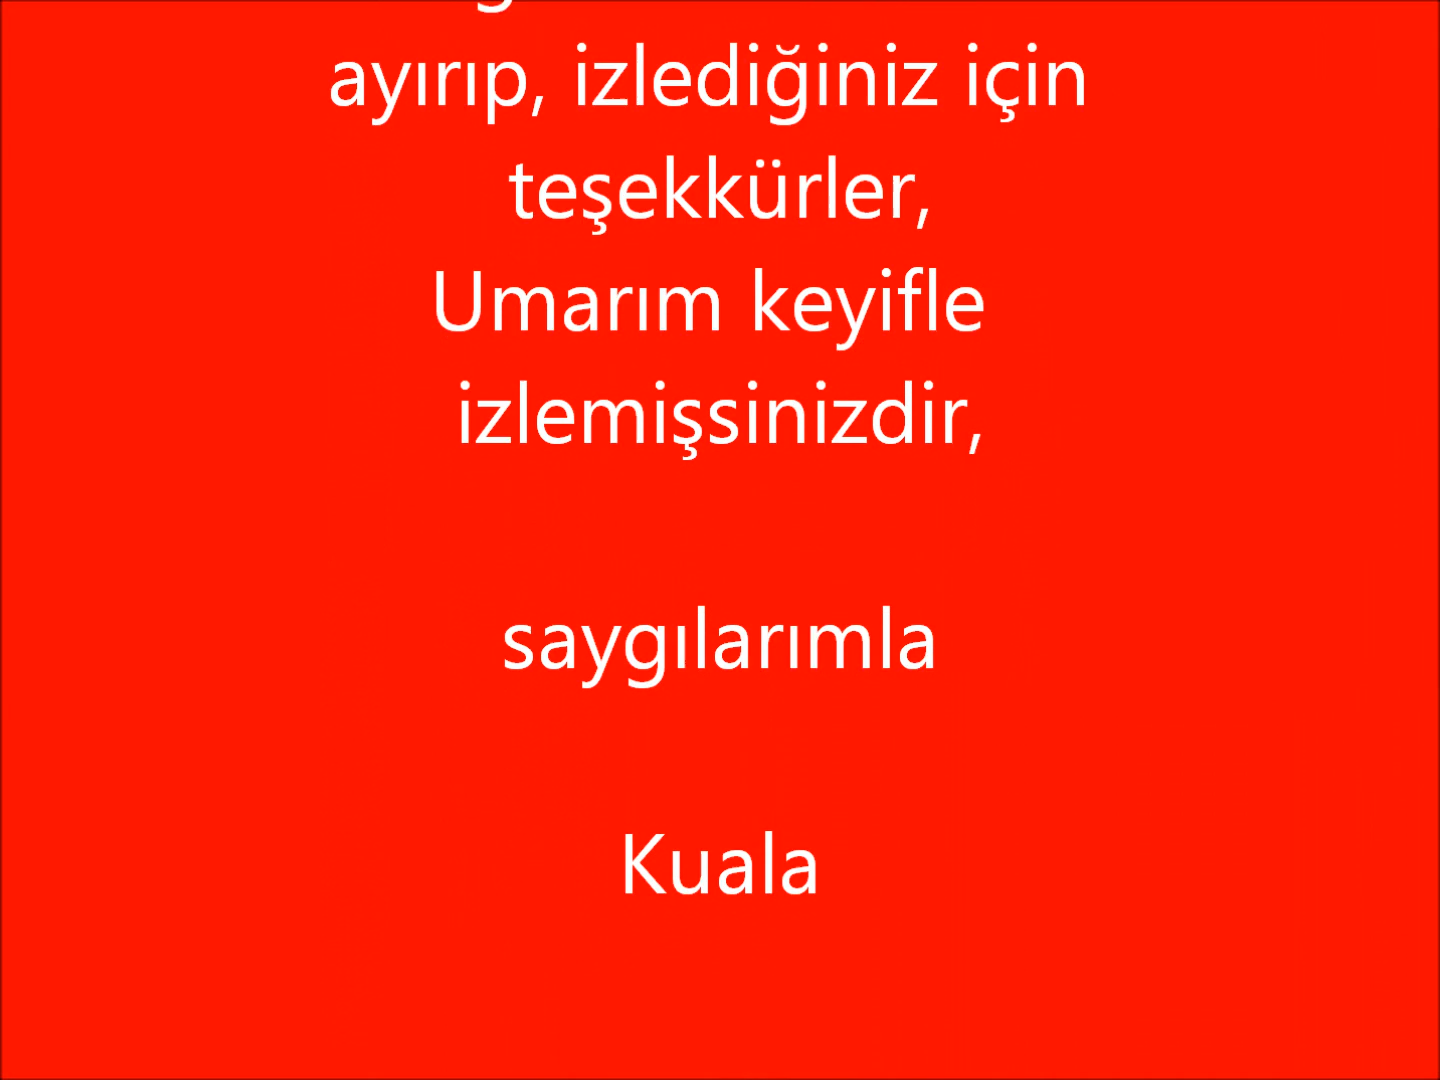 ayırıp, izlediğiniz için
teşekkürler,
Umarım keyifle
izlemişsinizdir,
saygılarımla
Kuala